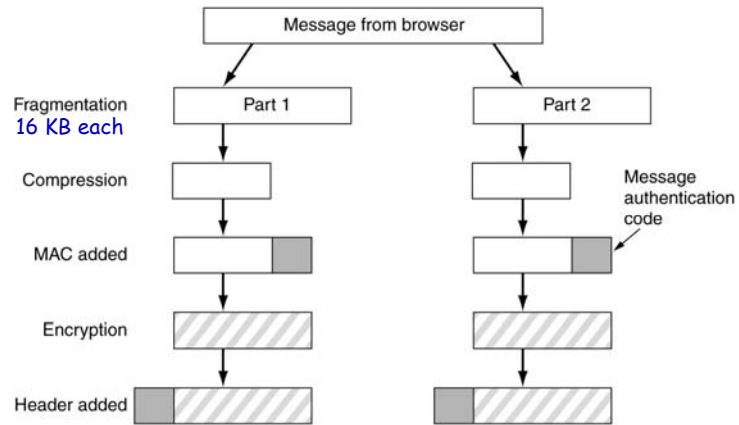 Message from browser
Fragmentation
16 KB each
Part 1
Part 2
Compression
Message
authentication
code
MAC added
Encryption
Header added